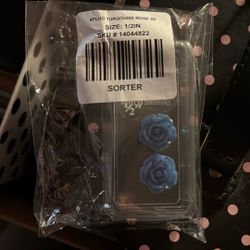 #PLUG TURQUOISE ROSE 3D
SIZE: 1/2IN
SKU # 14044822
SORTER